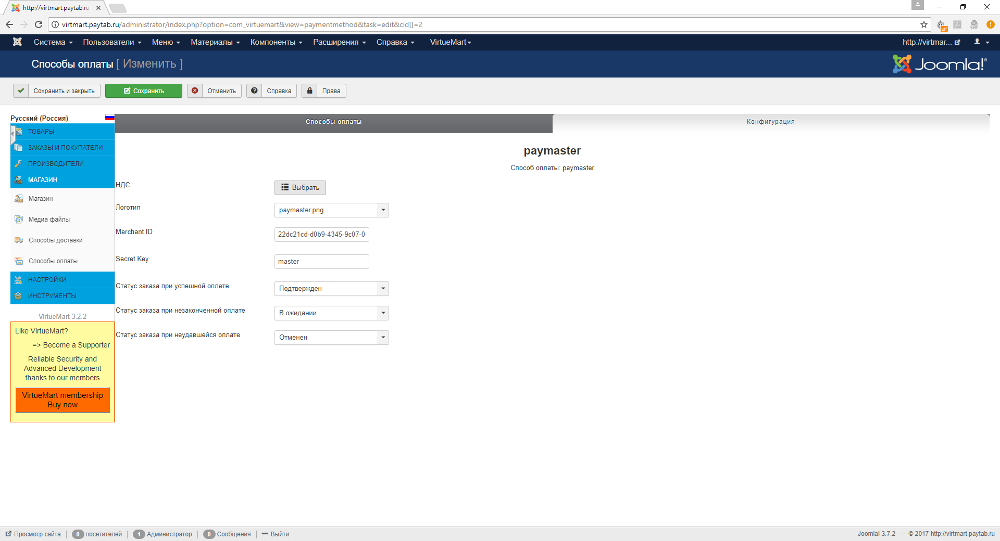 http://virtmart.paytab.ru
virtmart.paytab.ru/administrator/index.php?option=com_virtuemart&view=paymentmethod&task=edit&cid[]=2
off
Система Пользователи Меню Материалы Компоненты Расширения Справка VirtueMart http://virtmar...
Способы оплаты [ Изменить ]
Joomla!®
Сохранить и закрыть Сохранить Отменить Справка Права
Русский (Россия)
Способы оплаты Конфигурация
ТОВАРЫ
ЗАКАЗЫ И ПОКУПАТЕЛИ
ПРОИЗВОДИТЕЛИ
МАГАЗИН
Магазин
Медиа файлы
Способы доставки
Способы оплаты
НАСТРОЙКИ
ИНСТРУМЕНТЫ
VirtueMart 3.2.2
Like VirtueMart?
=> Become a Supporter
Reliable Security and
Advanced Development
thanks to our members
VirtueMart membership
Buy now
paymaster
Способ оплаты: paymaster
НДС Выбрать
Логотип paymaster.png
Merchant ID 22dc21cd-d0b9-4345-9c07-0
Secret Key master
Статус заказа при успешной оплате Подтвержден
Статус заказа при незаконченной оплате В ожидании
Статус заказа при неудавшейся оплате Отменен
Просмотр сайта 0 посетителей 1 Администратор 0 Сообщения Выйти
Joomla! 3.7.2 — © 2017 http://virtmart.paytab.ru